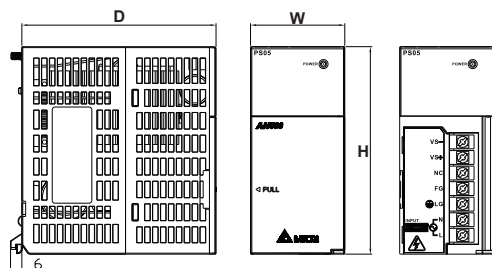 D
W
H
6
PS05
POWER
◁ PULL
PS05
POWER
VS-
VS+
NC
FG
LG
N
L
INPUT